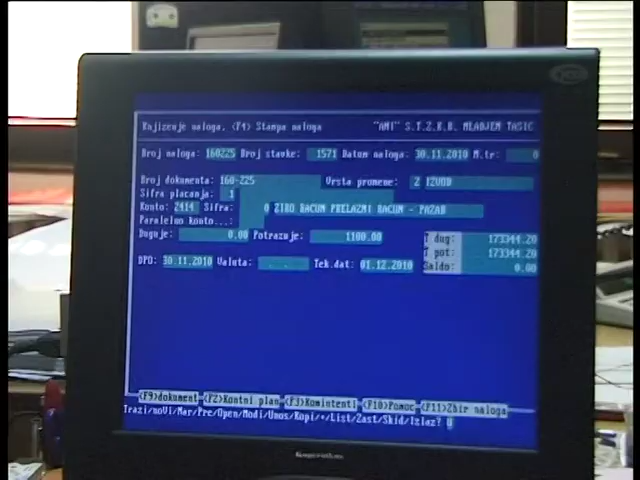 Knjizenje naloga, <F4> Stampa naloga "AMI" S.T.Z.K.R. MLADJEN TASIC
Broj naloga: 160225 Broj stavke: 1571 Datum naloga: 30.11.2010 M.tr: 0
Broj dokumenta: 160-225 Vrsta promene: 2 IZVOD
Sifra placanja: 1
Konto: 2414 Sifra: 0 ZIRO RACUN PRELAZNI RACUN - PAZAR
Paralelno konto..:
Duguje: 0.00 Potrazuje: 1100.00 T dug: 173344.20
T pot: 173344.20
Saldo: 0.00
DPO: 30.11.2010 Valuta: . . Tek.dat: 01.12.2010
<F9>dokument <F2>Kontni plan <F3>Komintenti <F10>Pomoc <F11>Zbir naloga
Trazi/noVi/Nar/Pre/Open/Modi/Unos/Kopi/+/List/Zast/Skid/Izlaz? U